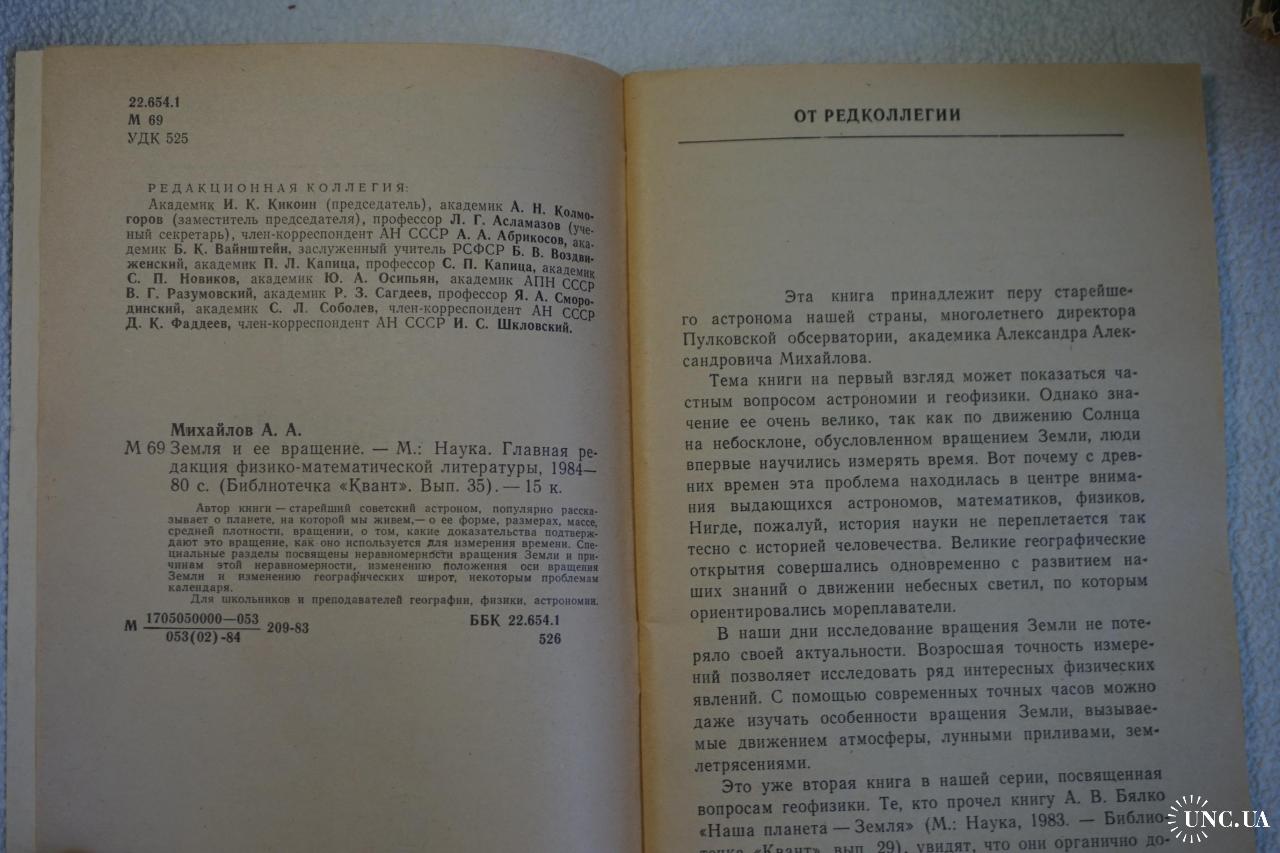 22.654.1
М 69
УДК 525
РЕДАКЦИОННАЯ КОЛЛЕГИЯ:
Академик И. К. Кикоин (председатель), академик А. Н. Колмо-
горов (заместитель председателя), профессор Л. Г. Асламазов (уче-
ный секретарь), член-корреспондент АН СССР А. А. Абрикосов, ака-
демик Б. К. Вайнштейн, заслуженный учитель РСФСР Б. В. Воздви-
женский, академик П. Л. Капица, профессор С. П. Капица, академик
С. П. Новиков, академик Ю. А. Осипьян, академик АПН СССР
В. Г. Разумовский, академик Р. З. Сагдеев, профессор Я. А. Сморо-
динский, академик С. Л. Соболев, член-корреспондент АН СССР
Д. К. Фаддеев, член-корреспондент АН СССР И. С. Шкловский.
Михайлов А. А.
М 69 Земля и ее вращение. — М.: Наука. Главная ре-
дакция физико-математической литературы, 1984—
80 с. (Библиотечка «Квант». Вып. 35). — 15 к.
Автор книги — старейший советский астроном, популярно расска-
зывает о планете, на которой мы живем, — о ее форме, размерах, массе,
средней плотности, вращении, о том, какие доказательства подтверж-
дают это вращение, как оно используется для измерения времени. Спе-
циальные разделы посвящены неравномерности вращения Земли и при-
чинам этой неравномерности, изменению положения оси вращения
Земли и изменению географических широт, некоторым проблемам
календаря.
Для школьников и преподавателей географии, физики, астрономии.
М 1705050000—053 209-83
053(02)-84
ББК 22.654.1
526
ОТ РЕДКОЛЛЕГИИ
Эта книга принадлежит перу старейше-
го астронома нашей страны, многолетнего директора
Пулковской обсерватории, академика Александра Алек-
сандровича Михайлова.
Тема книги на первый взгляд может показаться ча-
стным вопросом астрономии и геофизики. Однако зна-
чение ее очень велико, так как по движению Солнца
на небосклоне, обусловленном вращением Земли, люди
впервые научились измерять время. Вот почему с древ-
них времен эта проблема находилась в центре внима-
ния выдающихся астрономов, математиков, физиков.
Нигде, пожалуй, история науки не переплетается так
тесно с историей человечества. Великие географические
открытия совершались одновременно с развитием на-
ших знаний о движении небесных светил, по которым
ориентировались мореплаватели.
В наши дни исследование вращения Земли не поте-
ряло своей актуальности. Возросшая точность измере-
ний позволяет исследовать ряд интересных физических
явлений. С помощью современных точных часов можно
даже изучать особенности вращения Земли, вызывае-
мые движением атмосферы, лунными приливами, зем-
летрясениями.
Это уже вторая книга в нашей серии, посвященная
вопросам геофизики. Те, кто прочел книгу А. В. Бялко
«Наша планета — Земля» (М.: Наука, 1983. — Библио-
течка «Квант», вып. 29), увидят, что они органично до-
UNC.UA